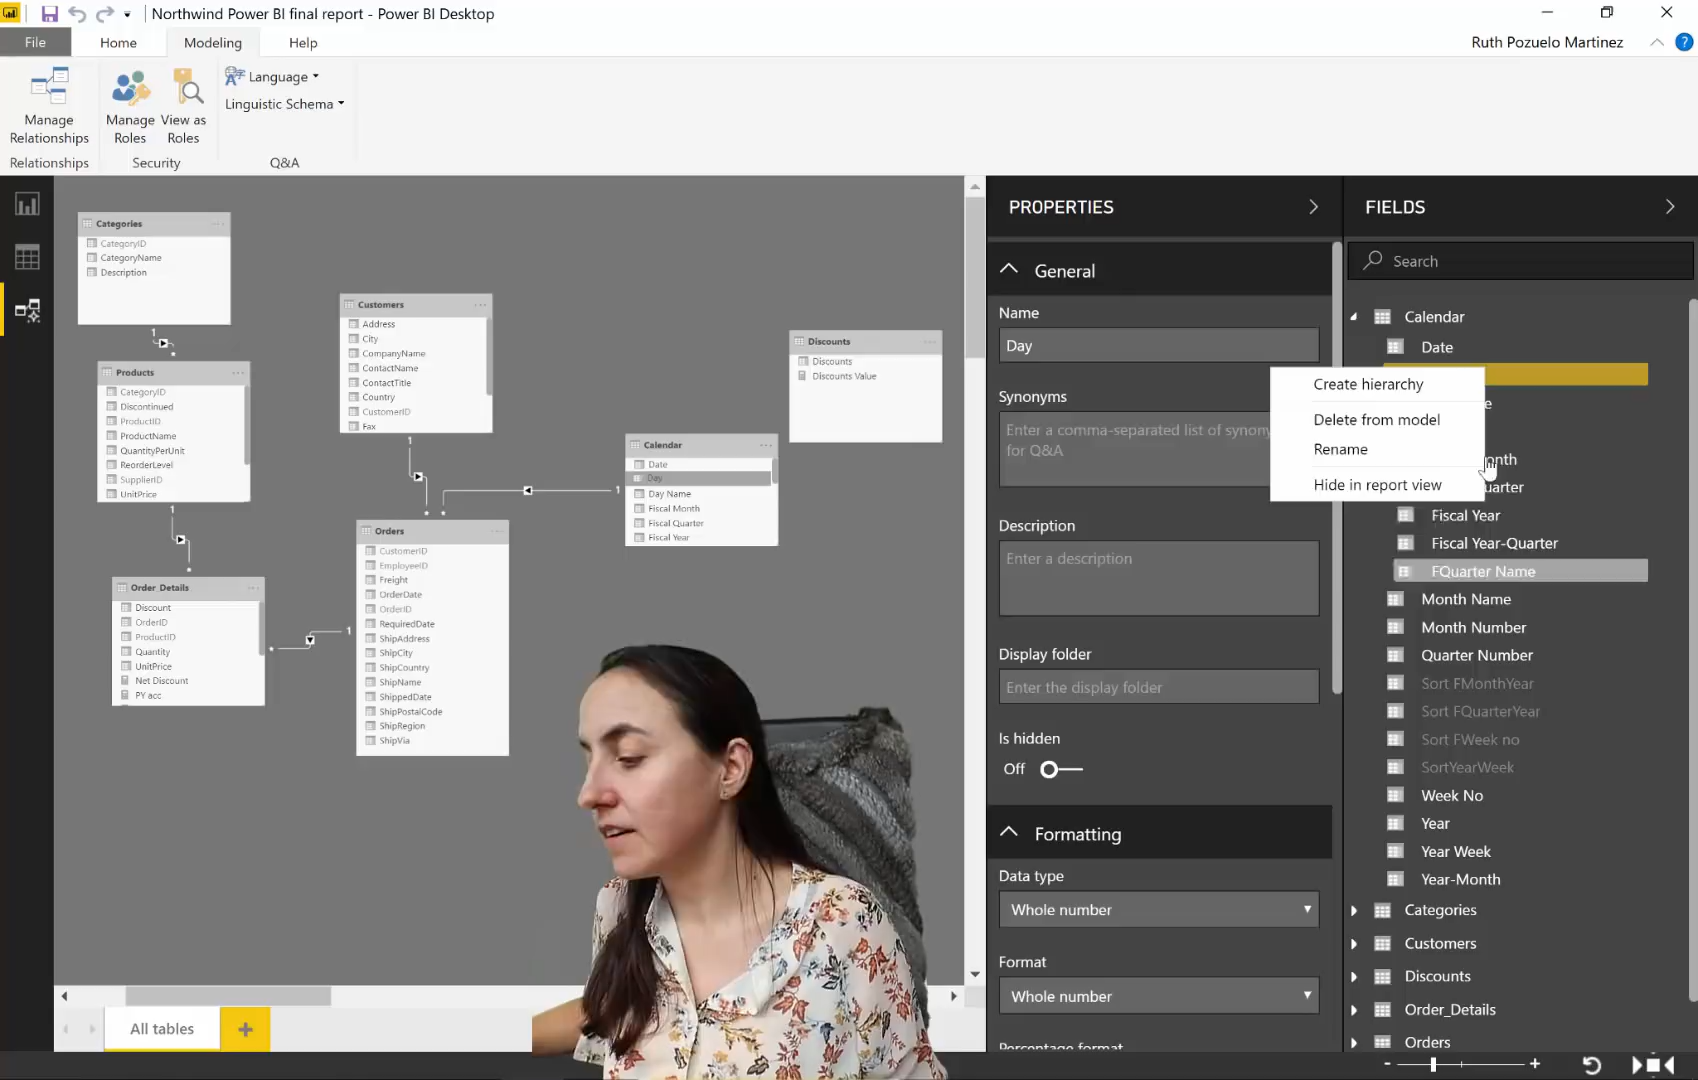 Northwind Power BI final report - Power BI Desktop
File
Home
Modeling
Help
Ruth Pozuelo Martinez
?
Manage
Relationships
Manage
Roles
View as
Roles
Language
Linguistic Schema
Relationships
Security
Q&A
Categories
CategoryID
CategoryName
Description
1
*
Products
CategoryID
Discontinued
ProductID
ProductName
QuantityPerUnit
ReorderLevel
SupplierID
UnitPrice
1
*
Order_Details
Discount
OrderID
ProductID
Quantity
UnitPrice
Net Discount
PY acc
*
1
Customers
Address
City
CompanyName
ContactName
ContactTitle
Country
CustomerID
Fax
1
*
*
1
Orders
CustomerID
EmployeeID
Freight
OrderDate
OrderID
RequiredDate
ShipAddress
ShipCity
ShipCountry
ShipName
ShippedDate
ShipPostalCode
ShipRegion
ShipVia
Calendar
Date
Day
Day Name
Fiscal Month
Fiscal Quarter
Fiscal Year
Discounts
Discounts
Discounts Value
All tables
+
PROPERTIES
General
Name
Day
Synonyms
Enter a comma-separated list of synony
for Q&A
Description
Enter a description
Display folder
Enter the display folder
Is hidden
Off
Formatting
Data type
Whole number
Format
Whole number
Percentage format
Create hierarchy
Delete from model
Rename
Hide in report view
FIELDS
Search
Calendar
Date
e
onth
uarter
Fiscal Year
Fiscal Year-Quarter
FQuarter Name
Month Name
Month Number
Quarter Number
Sort FMonthYear
Sort FQuarterYear
Sort FWeek no
SortYearWeek
Week No
Year
Year Week
Year-Month
Categories
Customers
Discounts
Order_Details
Orders
- +